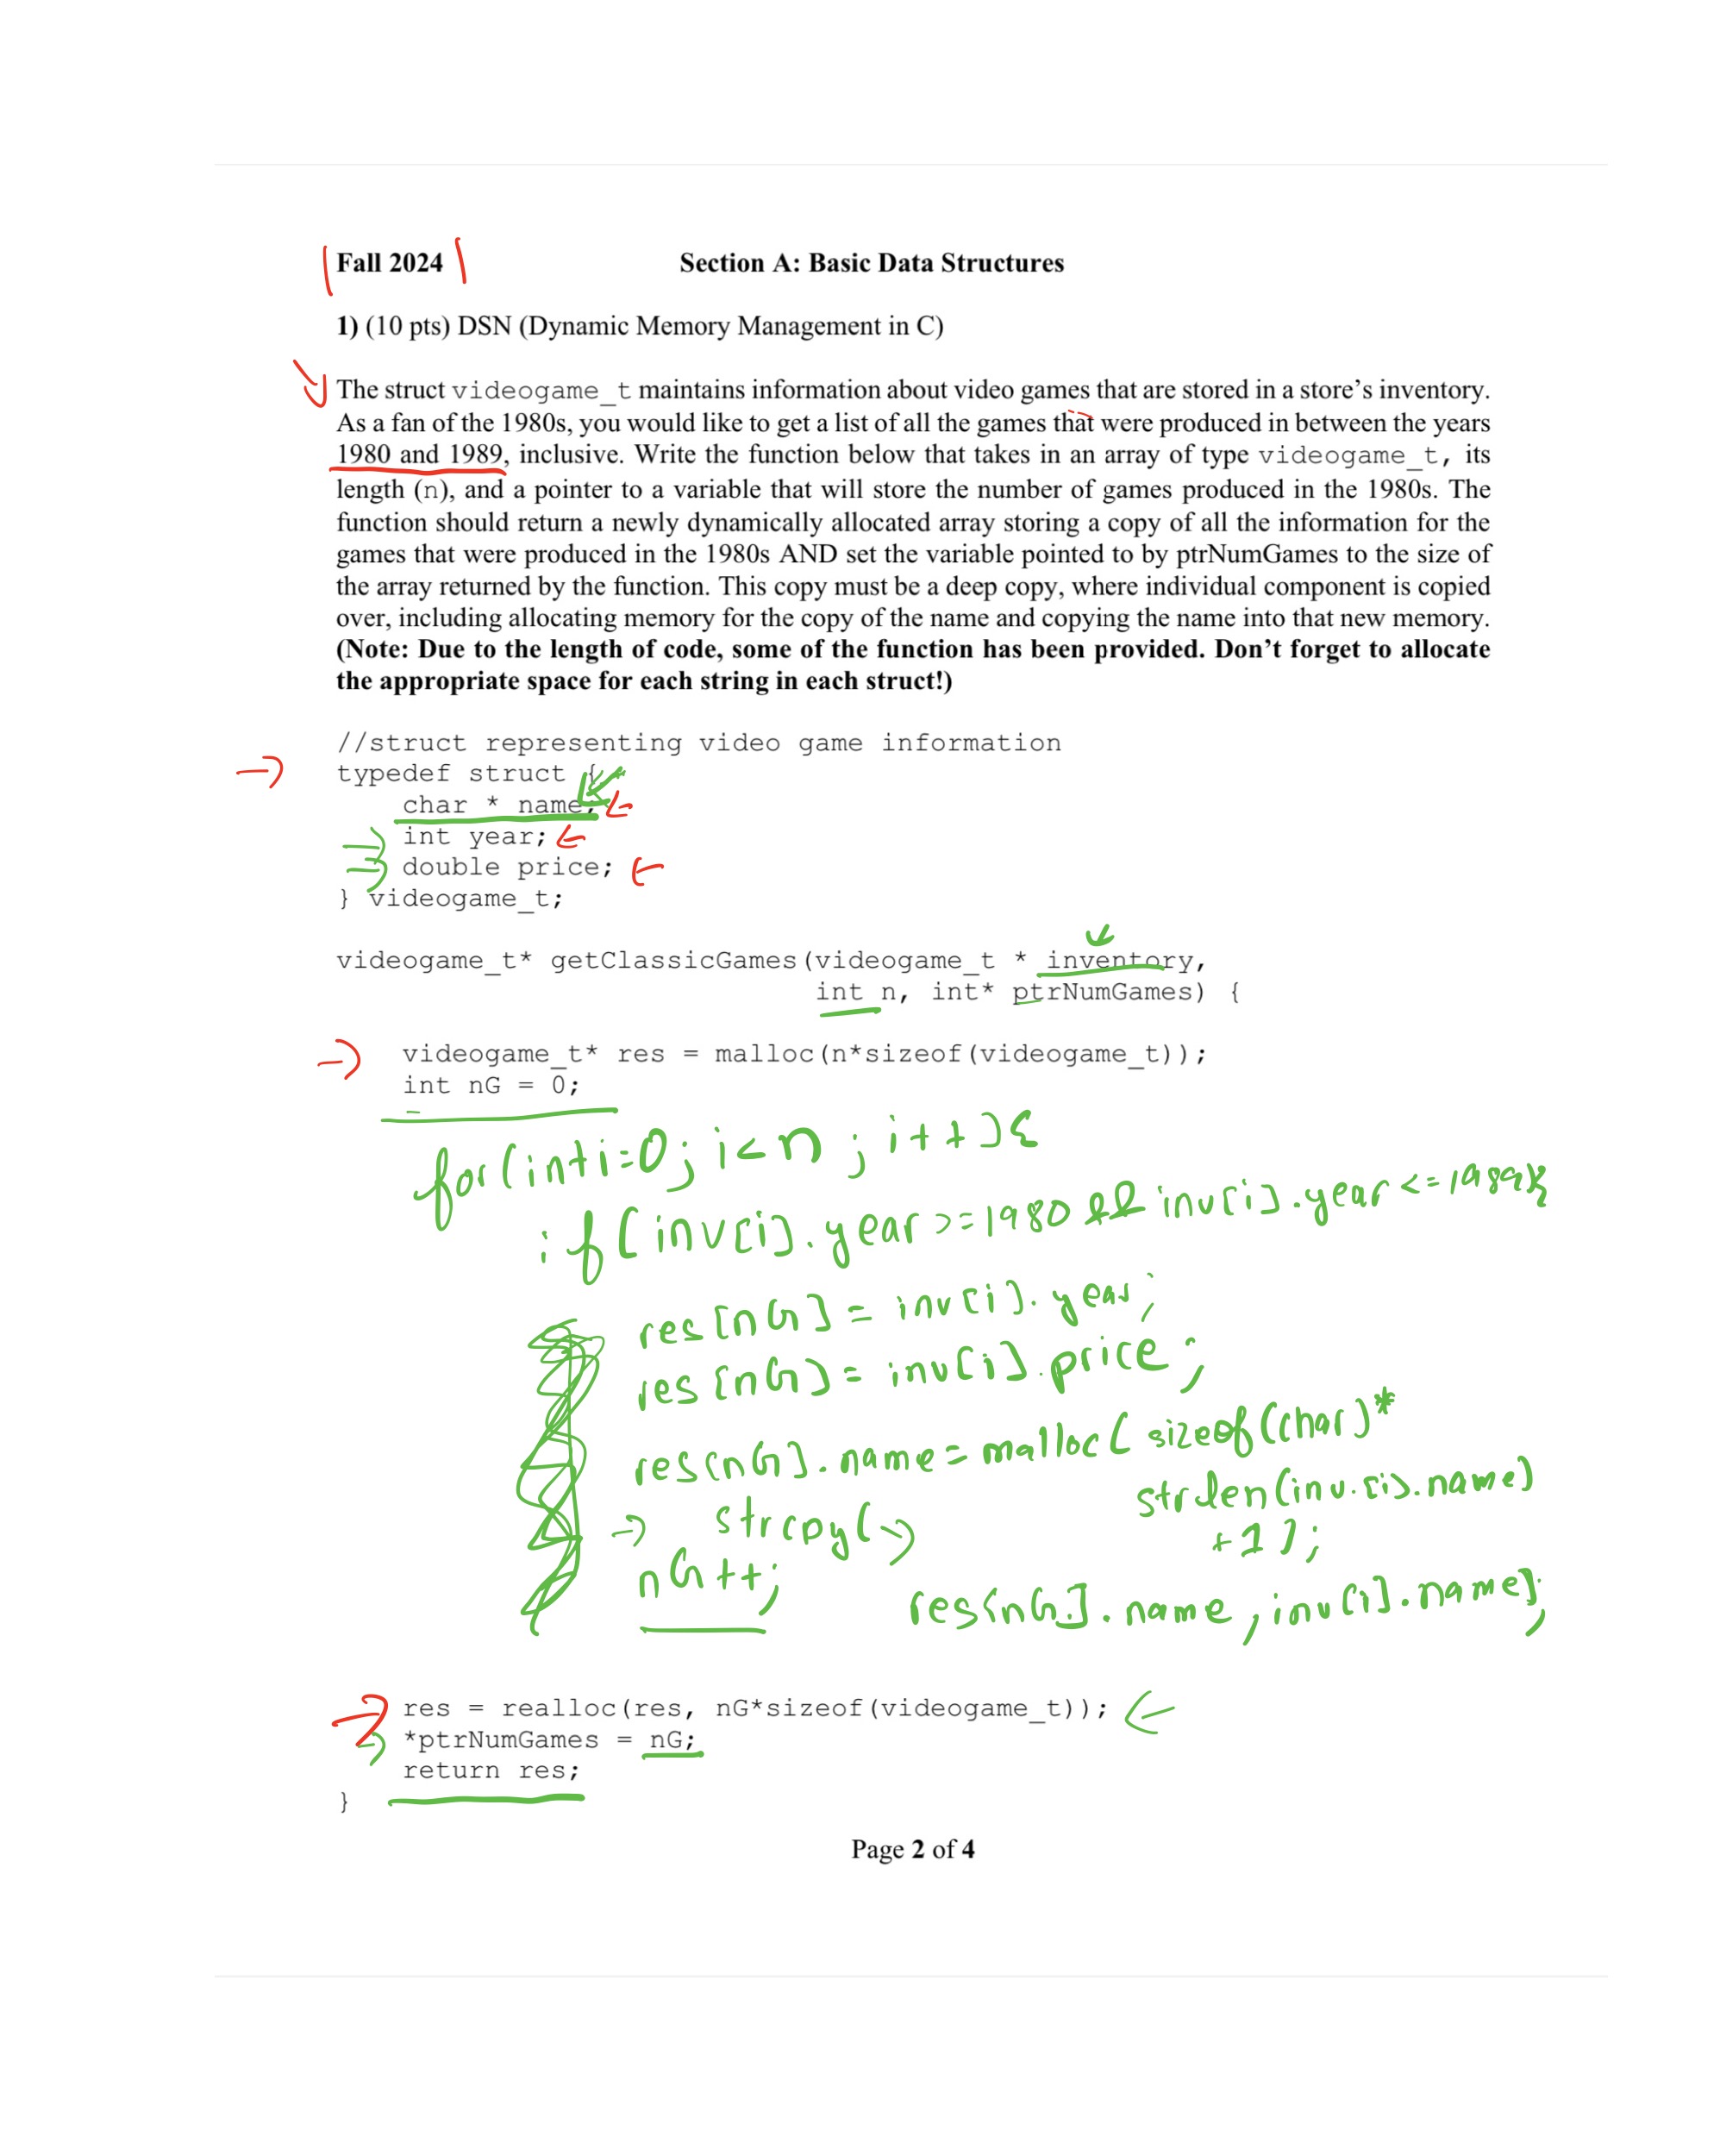 Fall 2024
Section A: Basic Data Structures
1) (10 pts) DSN (Dynamic Memory Management in C)
The struct videogame_t maintains information about video games that are stored in a store's inventory.
As a fan of the 1980s, you would like to get a list of all the games that were produced in between the years
1980 and 1989, inclusive. Write the function below that takes in an array of type videogame_t, its
length (n), and a pointer to a variable that will store the number of games produced in the 1980s. The
function should return a newly dynamically allocated array storing a copy of all the information for the
games that were produced in the 1980s AND set the variable pointed to by ptrNumGames to the size of
the array returned by the function. This copy must be a deep copy, where individual component is copied
over, including allocating memory for the copy of the name and copying the name into that new memory.
(Note: Due to the length of code, some of the function has been provided. Don't forget to allocate
the appropriate space for each string in each struct!)
//struct representing video game information
typedef struct {
char * name;
int year;
double price;
} videogame_t;
videogame_t* getClassicGames(videogame_t * inventory,
int n, int* ptrNumGames) {
videogame_t* res = malloc(n*sizeof(videogame_t));
int nG = 0;
for(int i=0; i<n; i++){
if(inv[i].year >=1980 && inv[i].year <=1989){
res[nG] = inv[i].year;
res[nG] = inv[i].price;
res[nG].name = malloc( sizeof(char)*
strlen(inv.[i].name)
+1);
strcpy(
nG++;
res[nG].name, inv[i].name);
res = realloc(res, nG*sizeof(videogame_t));
*ptrNumGames = nG;
return res;
}
Page 2 of 4